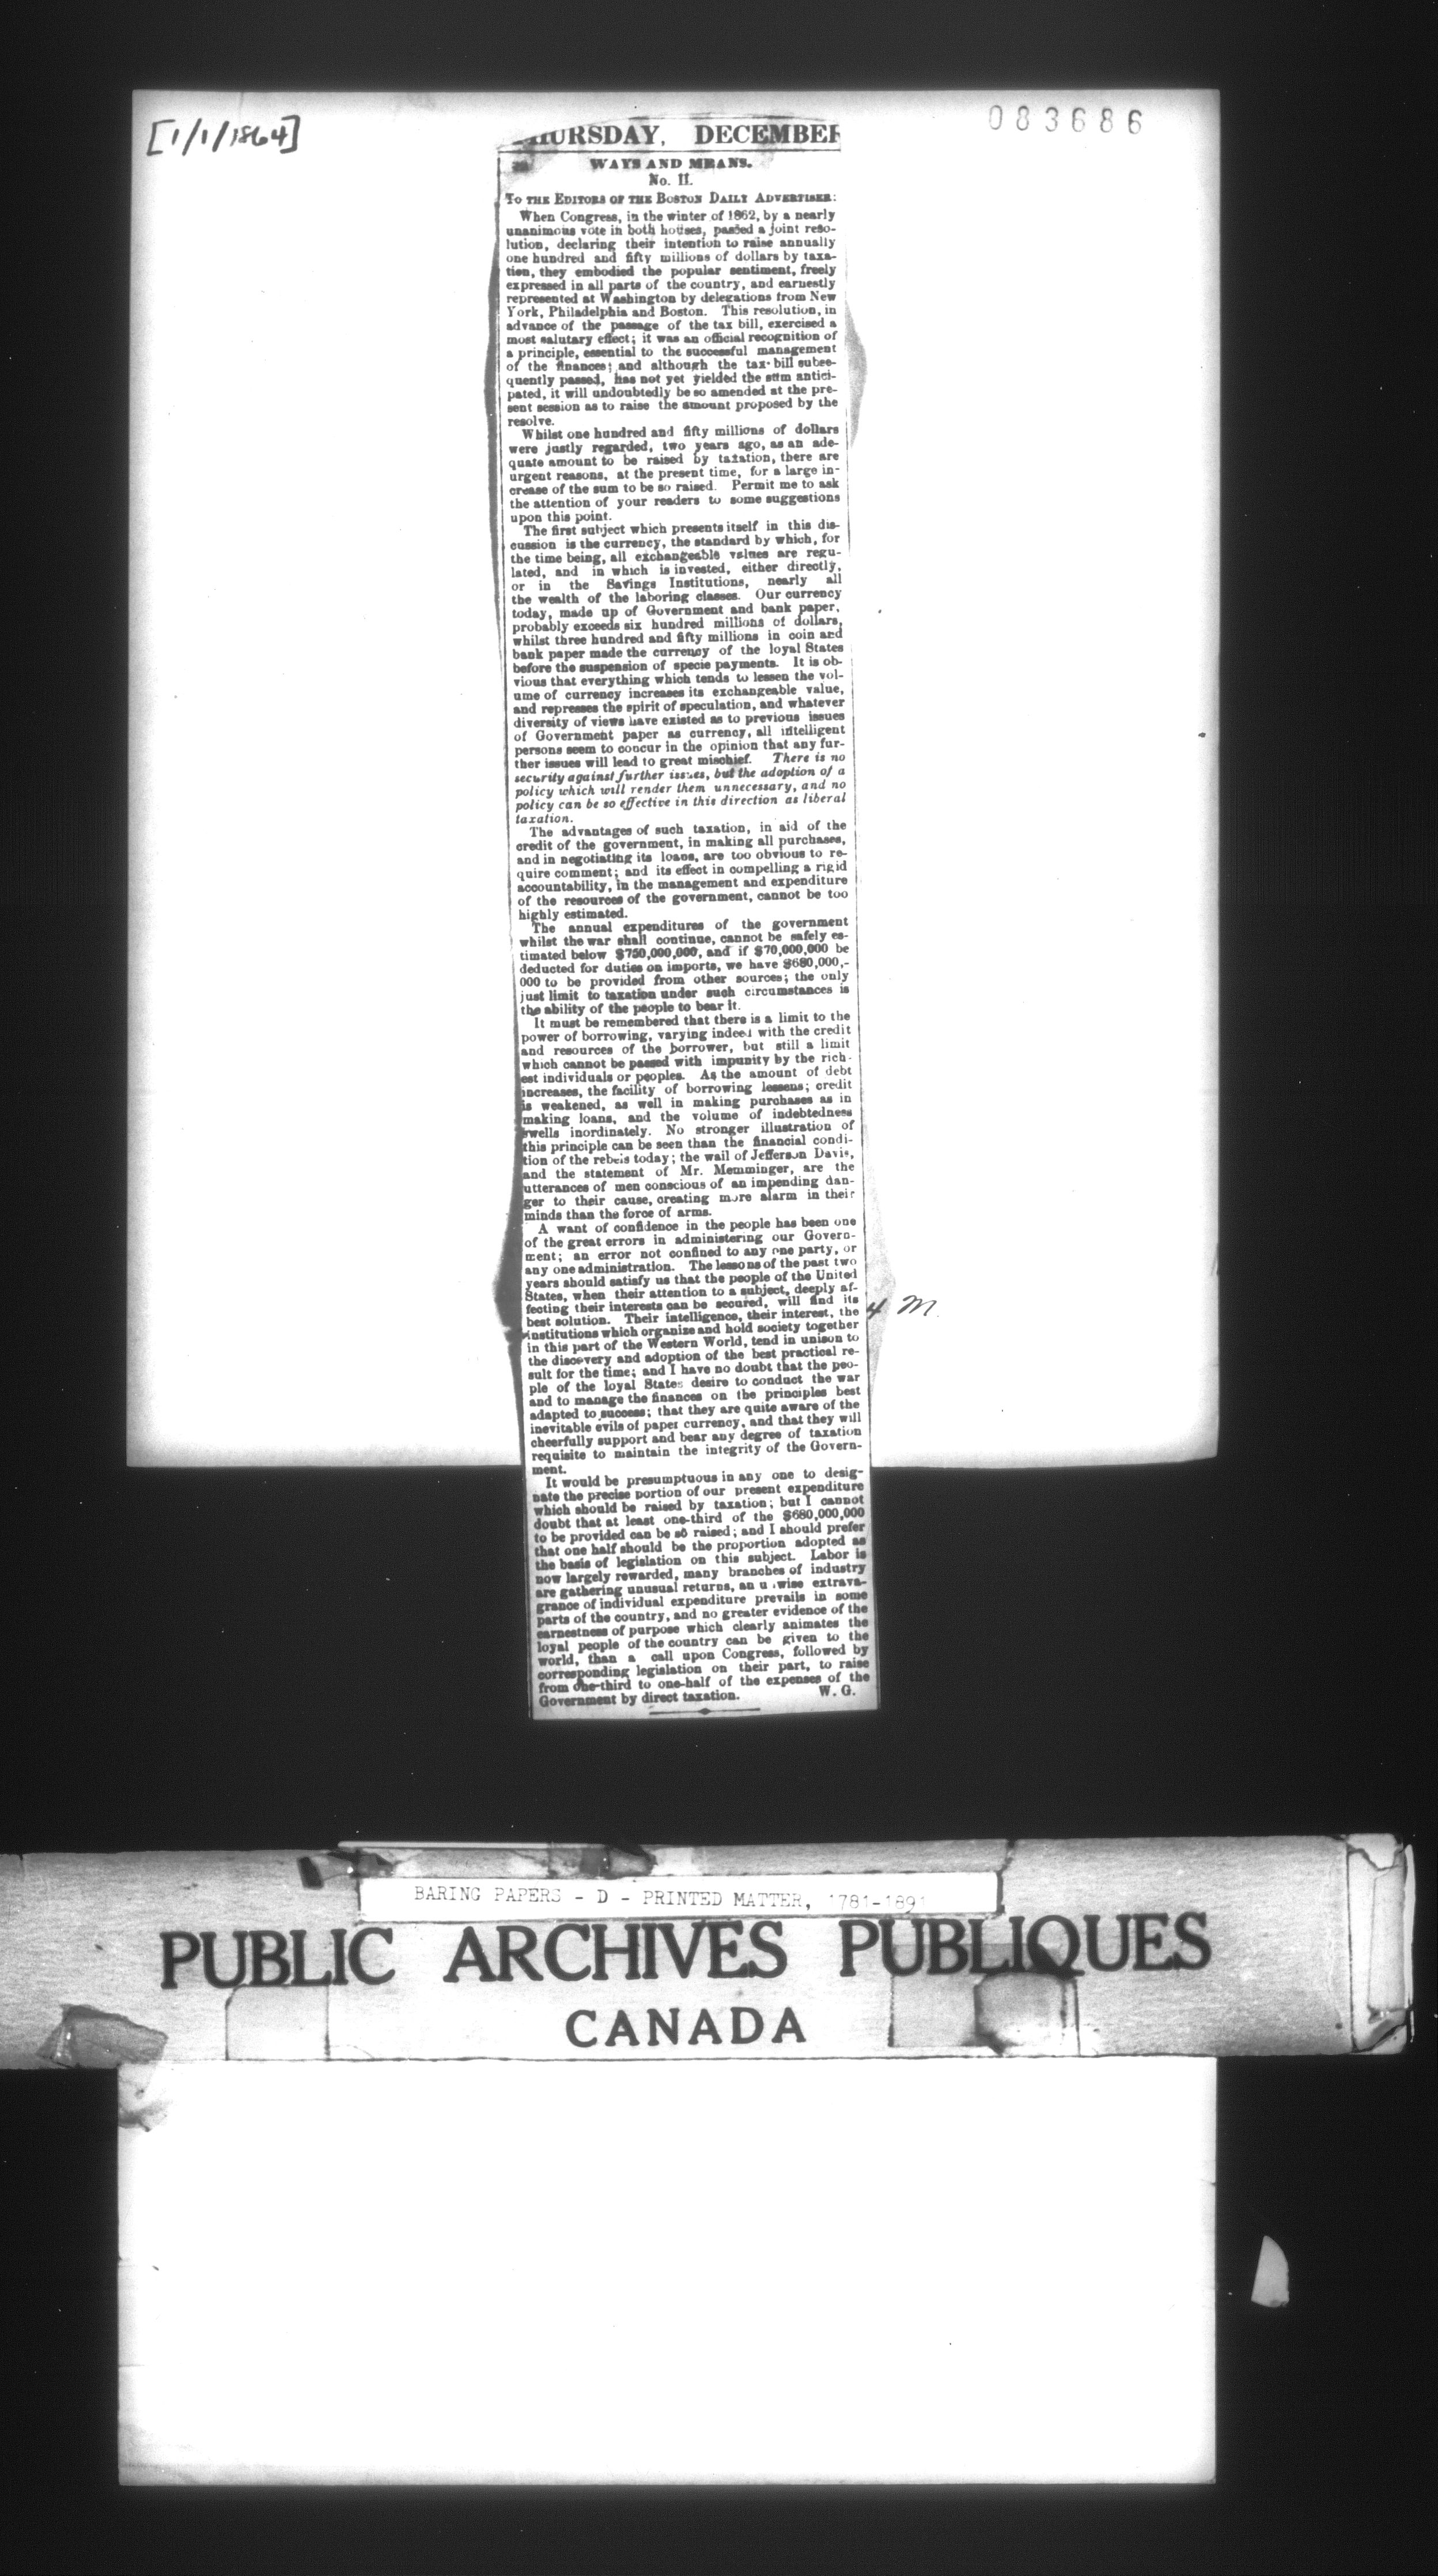 [1/1/1864]
083686
THURSDAY, DECEMBER
WAYS AND MEANS.
No. II.
TO THE EDITORS OF THE BOSTON DAILY ADVERTISER:
When Congress, in the winter of 1862, by a nearly
unanimous vote in both houses, passed a joint reso-
lution, declaring their intention to raise annually
one hundred and fifty millions of dollars by taxa-
tion, they embodied the popular sentiment, freely
expressed in all parts of the country, and earnestly
represented at Washington by delegations from New
York, Philadelphia and Boston. This resolution, in
advance of the passage of the tax bill, exercised a
most salutary effect; it was an official recognition of
a principle, essential to the successful management
of the finances; and although the tax-bill subse-
quently passed, has not yet yielded the sum antici-
pated, it will undoubtedly be so amended at the pre-
sent session as to raise the amount proposed by the
resolve.
Whilst one hundred and fifty millions of dollars
were justly regarded, two years ago, as an ade-
quate amount to be raised by taxation, there are
urgent reasons, at the present time, for a large in-
crease of the sum to be so raised. Permit me to ask
the attention of your readers to some suggestions
upon this point.
The first subject which presents itself in this dis-
cussion is the currency, the standard by which, for
the time being, all exchangeable values are regu-
lated, and in which is invested, either directly,
or in the Savings Institutions, nearly all
the wealth of the laboring classes. Our currency
today, made up of Government and bank paper,
probably exceeds six hundred millions of dollars,
whilst three hundred and fifty millions in coin and
bank paper made the currency of the loyal States
before the suspension of specie payments. It is ob-
vious that everything which tends to lessen the vol-
ume of currency increases its exchangeable value,
and represses the spirit of speculation, and whatever
diversity of views have existed as to previous issues
of Government paper as currency, all intelligent
persons seem to concur in the opinion that any fur-
ther issues will lead to great mischief. There is no
security against further issues, but the adoption of a
policy which will render them unnecessary, and no
policy can be so effective in this direction as liberal
taxation.
The advantages of such taxation, in aid of the
credit of the government, in making all purchases,
and in negotiating its loans, are too obvious to re-
quire comment; and its effect in compelling a rigid
accountability, in the management and expenditure
of the resources of the government, cannot be too
highly estimated.
The annual expenditures of the government
whilst the war shall continue, cannot be safely es-
timated below $750,000,000, and if $70,000,000 be
deducted for duties on imports, we have $680,000,-
000 to be provided from other sources; the only
just limit to taxation under such circumstances is
the ability of the people to bear it.
It must be remembered that there is a limit to the
power of borrowing, varying indeed with the credit
and resources of the borrower, but still a limit
which cannot be passed with impunity by the rich-
est individuals or peoples. As the amount of debt
increases, the facility of borrowing lessens; credit
is weakened, as well in making purchases as in
making loans, and the volume of indebtedness
swells inordinately. No stronger illustration of
this principle can be seen than the financial condi-
tion of the rebels today; the wail of Jefferson Davis,
and the statement of Mr. Memminger, are the
utterances of men conscious of an impending dan-
ger to their cause, creating more alarm in their
minds than the force of arms.
A want of confidence in the people has been one
of the great errors in administering our Govern-
ment; an error not confined to any one party, or
any one administration. The lessons of the past two
years should satisfy us that the people of the United
States, when their attention to a subject, deeply af-
fecting their interests can be secured, will find its
best solution. Their intelligence, their interest, the
institutions which organize and hold society together
in this part of the Western World, tend in unison to
the discovery and adoption of the best practical re-
sult for the time; and I have no doubt that the peo-
ple of the loyal States desire to conduct the war
and to manage the finances on the principles best
adapted to success; that they are quite aware of the
inevitable evils of paper currency, and that they will
cheerfully support and bear any degree of taxation
requisite to maintain the integrity of the Govern-
ment.
It would be presumptuous in any one to desig-
nate the precise portion of our present expenditure
which should be raised by taxation; but I cannot
doubt that at least one-third of the $680,000,000
to be provided can be so raised; and I should prefer
that one half should be the proportion adopted as
the basis of legislation on this subject. Labor is
now largely rewarded, many branches of industry
are gathering unusual returns, an unwise extrava-
grance of individual expenditure prevails in some
parts of the country, and no greater evidence of the
earnestness of purpose which clearly animates the
loyal people of the country can be given to the
world, than a call upon Congress, followed by
corresponding legislation on their part, to raise
from one-third to one-half of the expenses of the
Government by direct taxation. W. G.
4 M.
BARING PAPERS - D - PRINTED MATTER, 1781-1891
PUBLIC ARCHIVES PUBLIQUES
CANADA